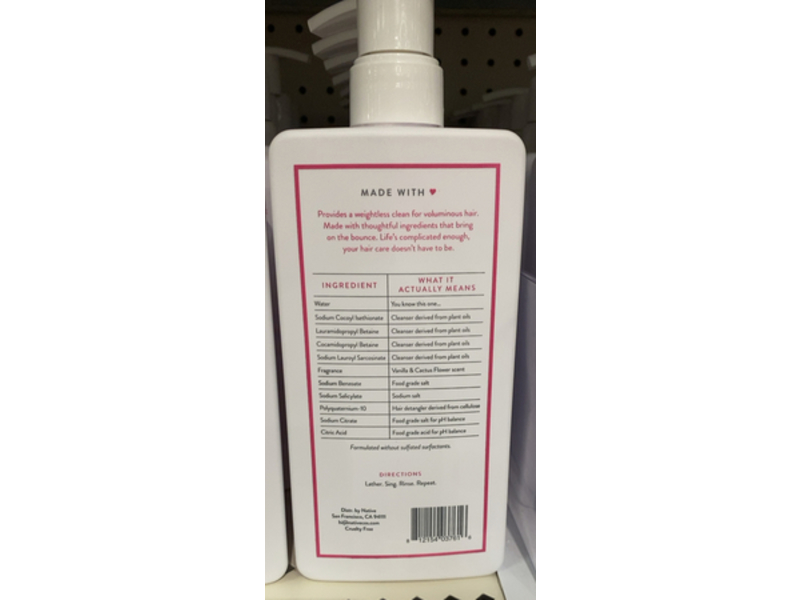 MADE WITH ♥
Provides a weightless clean for voluminous hair.
Made with thoughtful ingredients that bring
on the bounce. Life's complicated enough,
your hair care doesn't have to be.
INGREDIENT WHAT IT ACTUALLY MEANS
Water You know this one...
Sodium Cocoyl Isethionate Cleanser derived from plant oils
Lauramidopropyl Betaine Cleanser derived from plant oils
Cocamidopropyl Betaine Cleanser derived from plant oils
Sodium Lauroyl Sarcosinate Cleanser derived from plant oils
Fragrance Vanilla & Cactus Flower scent
Sodium Benzoate Food grade salt
Sodium Salicylate Sodium salt
Polyquaternium-10 Hair detangler derived from cellulose
Sodium Citrate Food grade salt for pH balance
Citric Acid Food grade acid for pH balance
Formulated without sulfated surfactants.
DIRECTIONS
Lather. Sing. Rinse. Repeat.
Distr. by Native
San Francisco, CA 94111
hi@nativecos.com
Cruelty Free